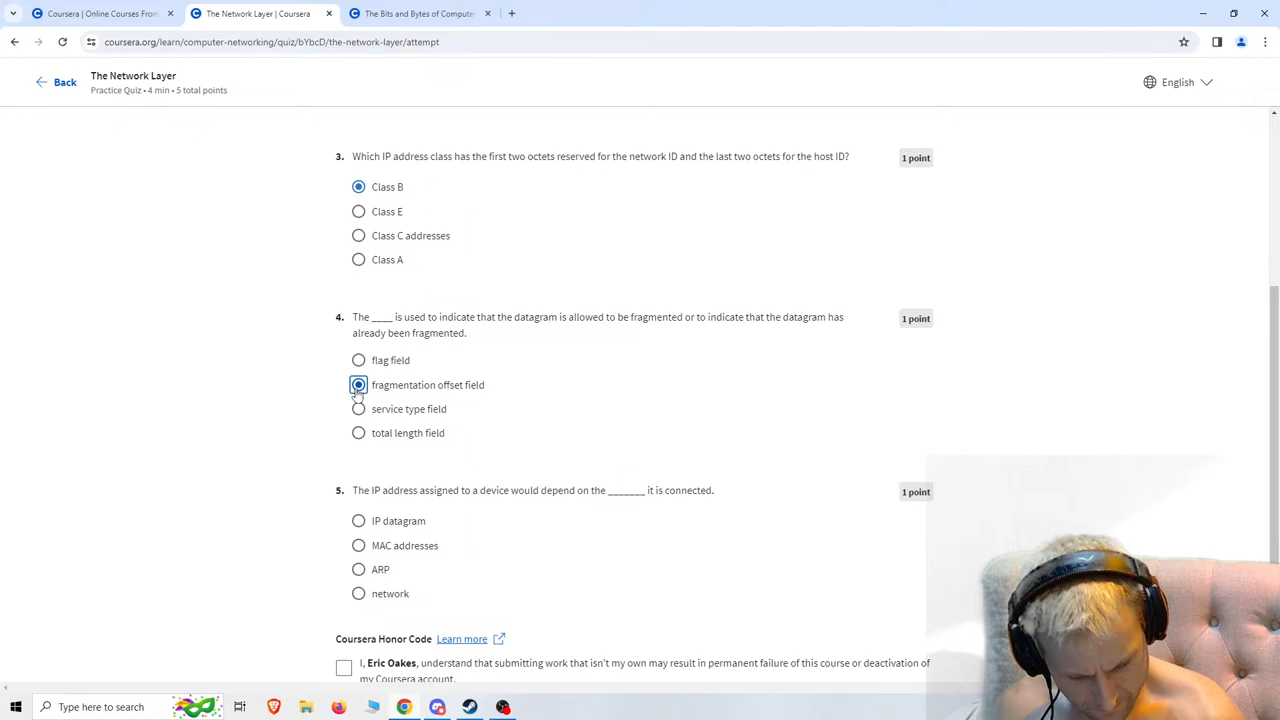 Coursera | Online Courses From
The Network Layer | Coursera
The Bits and Bytes of Compute
coursera.org/learn/computer-networking/quiz/bYbcD/the-network-layer/attempt
Back
The Network Layer
Practice Quiz • 4 min • 5 total points
English
3. Which IP address class has the first two octets reserved for the network ID and the last two octets for the host ID?
1 point
Class B
Class E
Class C addresses
Class A
4. The ____ is used to indicate that the datagram is allowed to be fragmented or to indicate that the datagram has
already been fragmented.
1 point
flag field
fragmentation offset field
service type field
total length field
5. The IP address assigned to a device would depend on the _______ it is connected.
1 point
IP datagram
MAC addresses
ARP
network
Coursera Honor Code Learn more
I, Eric Oakes, understand that submitting work that isn't my own may result in permanent failure of this course or deactivation of
my Coursera account.
Type here to search